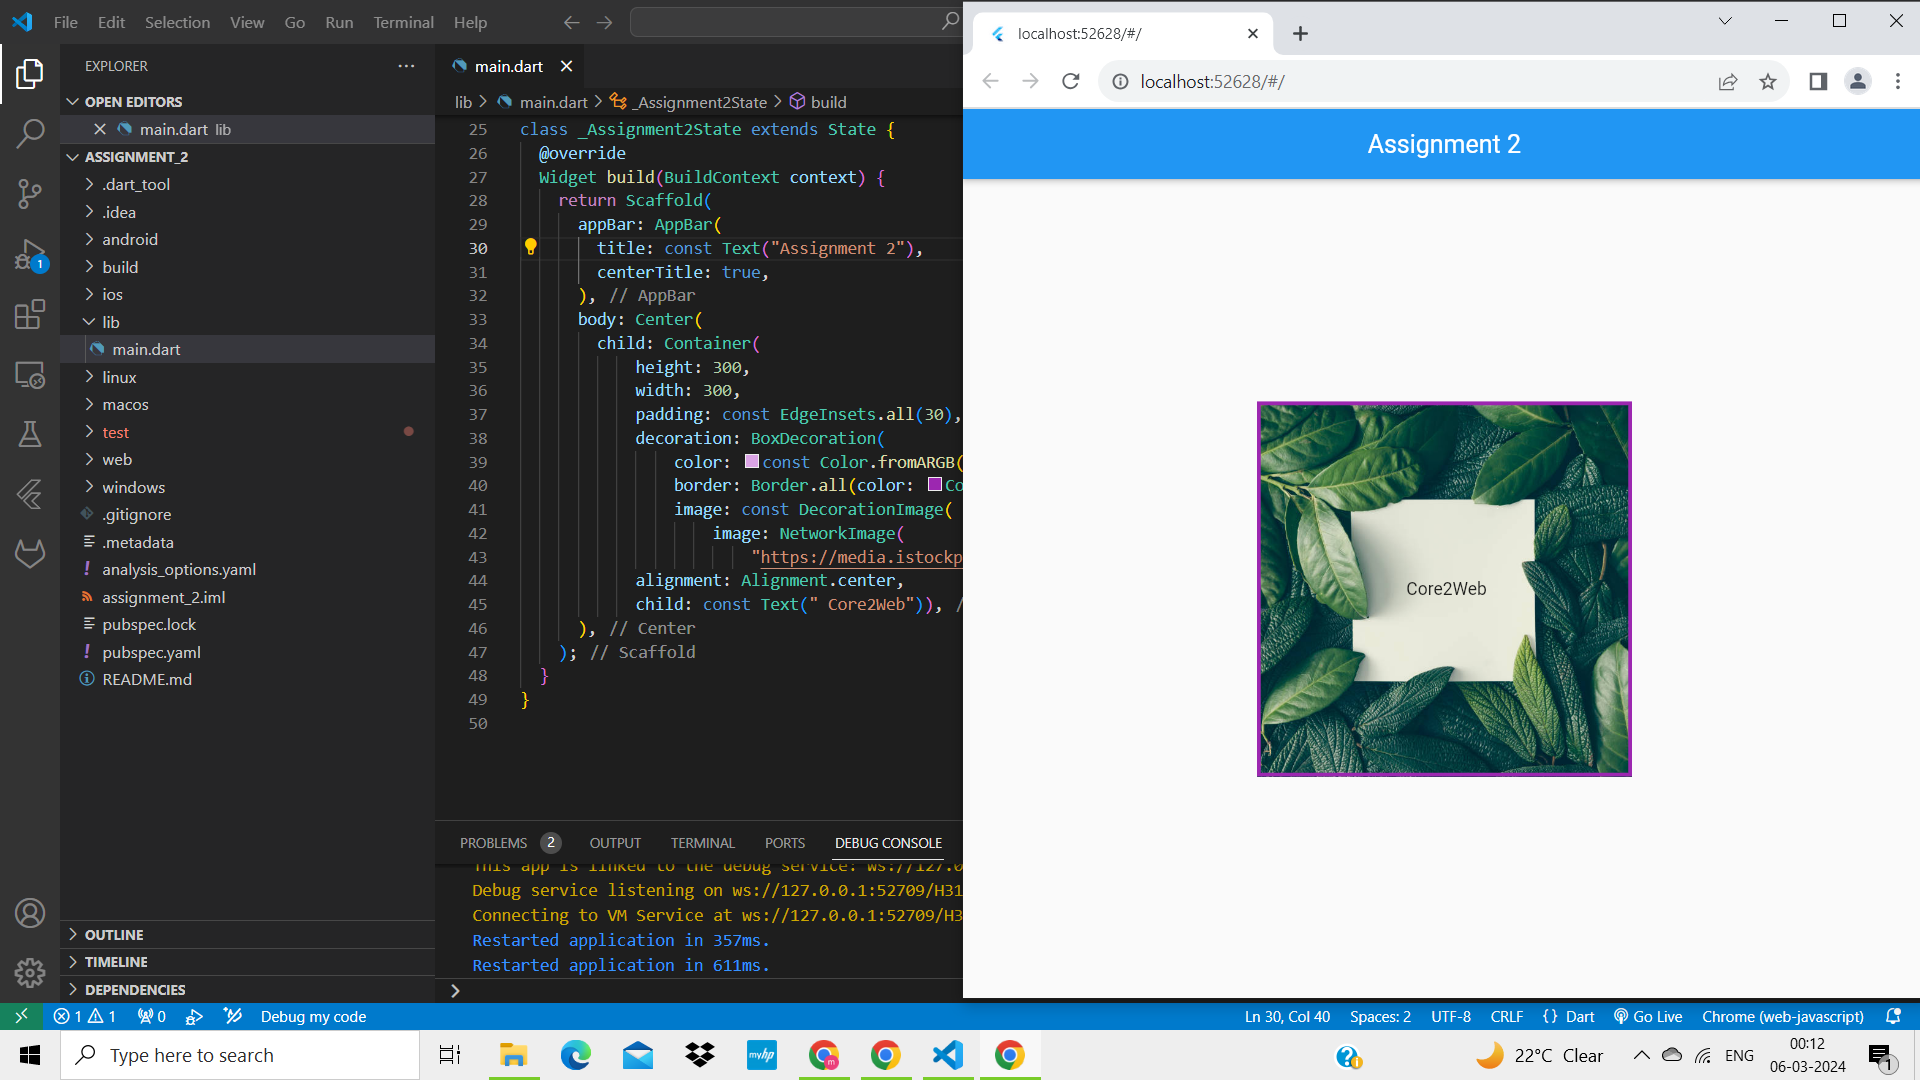 File Edit Selection View Go Run Terminal Help
EXPLORER
OPEN EDITORS
main.dart lib
ASSIGNMENT_2
.dart_tool
.idea
android
build
ios
lib
main.dart
linux
macos
test
web
windows
.gitignore
.metadata
analysis_options.yaml
assignment_2.iml
pubspec.lock
pubspec.yaml
README.md
OUTLINE
TIMELINE
DEPENDENCIES
1
main.dart
lib > main.dart > _Assignment2State > build
25 class _Assignment2State extends State {
26 @override
27 Widget build(BuildContext context) {
28 return Scaffold(
29 appBar: AppBar(
30 title: const Text("Assignment 2"),
31 centerTitle: true,
32 ), // AppBar
33 body: Center(
34 child: Container(
35 height: 300,
36 width: 300,
37 padding: const EdgeInsets.all(30),
38 decoration: BoxDecoration(
39 color: const Color.fromARGB(
40 border: Border.all(color: Co
41 image: const DecorationImage(
42 image: NetworkImage(
43 "https://media.istockp
44 alignment: Alignment.center,
45 child: const Text(" Core2Web")), /
46 ), // Center
47 ); // Scaffold
48 }
49 }
50
PROBLEMS 2 OUTPUT TERMINAL PORTS DEBUG CONSOLE
This app is linked to the debug service: ws://127.0
Debug service listening on ws://127.0.0.1:52709/H31
Connecting to VM Service at ws://127.0.0.1:52709/H3
Restarted application in 357ms.
Restarted application in 611ms.
localhost:52628/#/
localhost:52628/#/
Assignment 2
Core2Web
1 1 0 Debug my code Ln 30, Col 40 Spaces: 2 UTF-8 CRLF {} Dart Go Live Chrome (web-javascript)
Type here to search
myhp
m
22°C Clear
ENG
00:12
06-03-2024
1